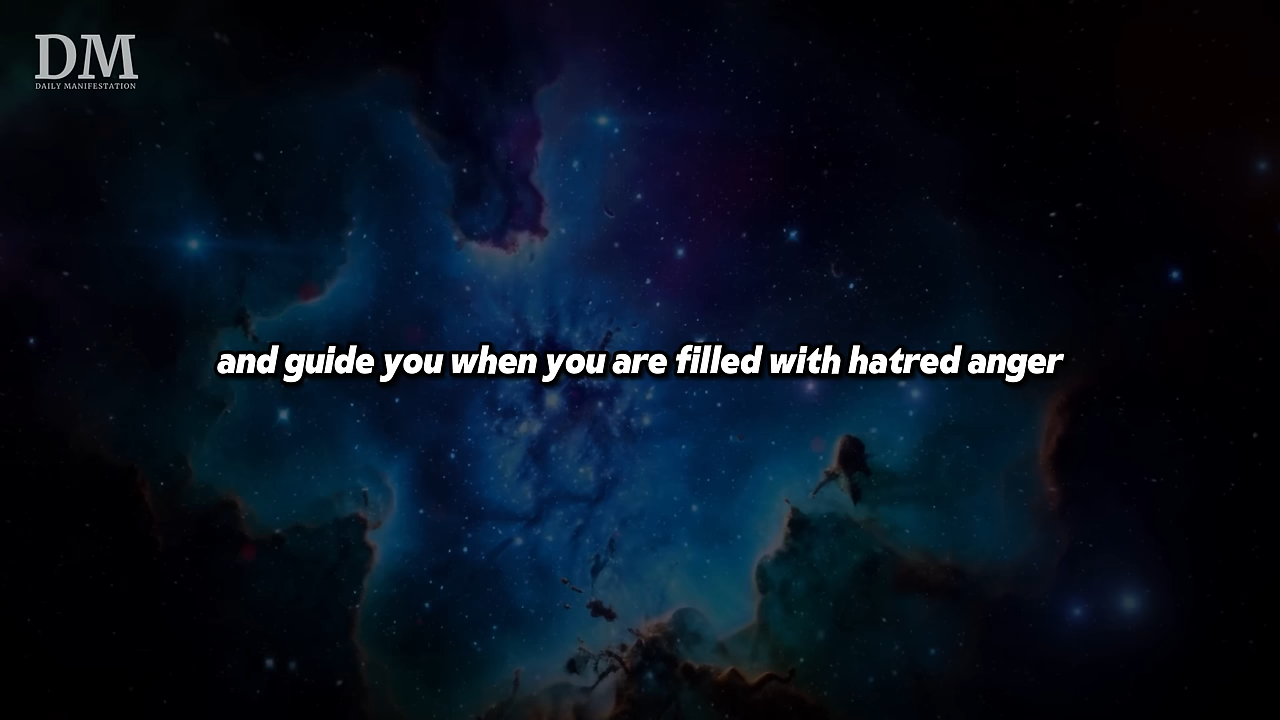 DM
DAILY MANIFESTATION
and guide you when you are filled with hatred anger